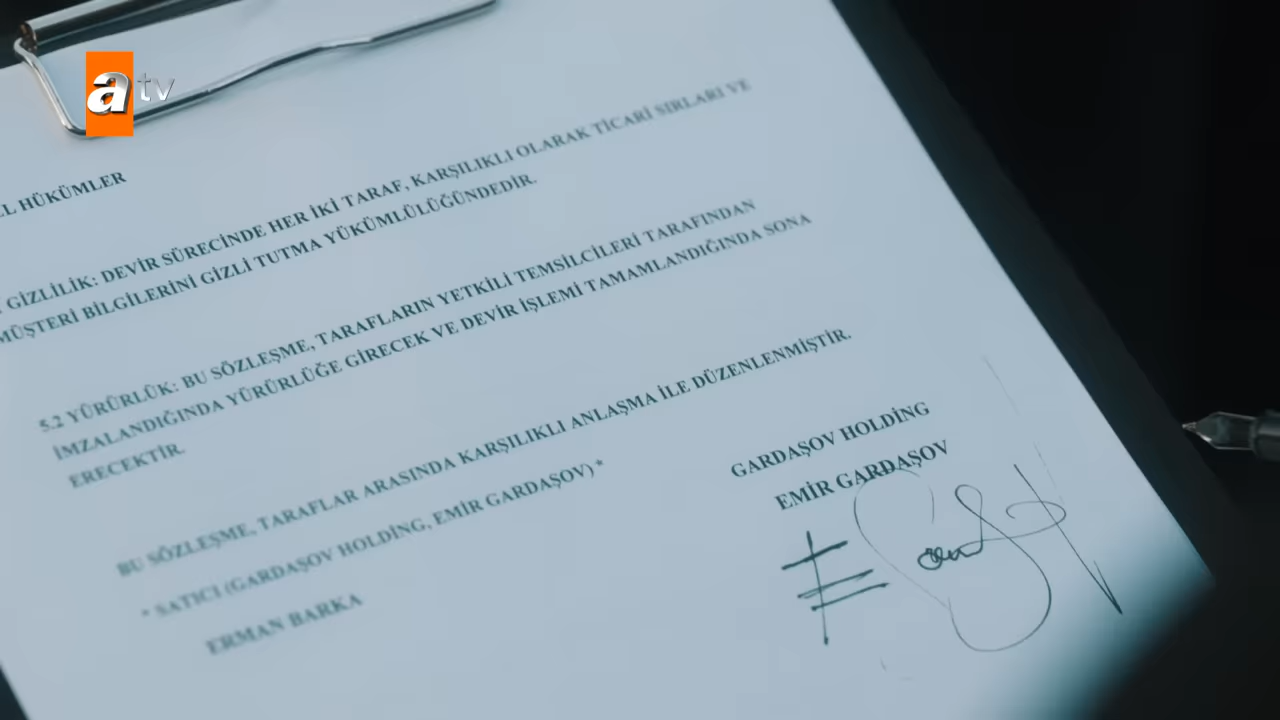 atv
HÜKÜMLER
GİZLİLİK: DEVİR SÜRECİNDE HER İKİ TARAF, KARŞILIKLI OLARAK TİCARİ SIRLARI VE
MÜŞTERİ BİLGİLERİNİ GİZLİ TUTMA YÜKÜMLÜLÜĞÜNDEDİR.
5.2 YÜRÜRLÜK: BU SÖZLEŞME, TARAFLARIN YETKİLİ TEMSİLCİLERİ TARAFINDAN
İMZALANDIĞINDA YÜRÜRLÜĞE GİRECEK VE DEVİR İŞLEMİ TAMAMLANDIĞINDA SONA
ERECEKTİR.
BU SÖZLEŞME, TARAFLAR ARASINDA KARŞILIKLI ANLAŞMA İLE DÜZENLENMİŞTİR.
* SATICI (GARDAŞOV HOLDİNG, EMİR GARDAŞOV) *
ERMAN BARKA
GARDAŞOV HOLDİNG
EMİR GARDAŞOV